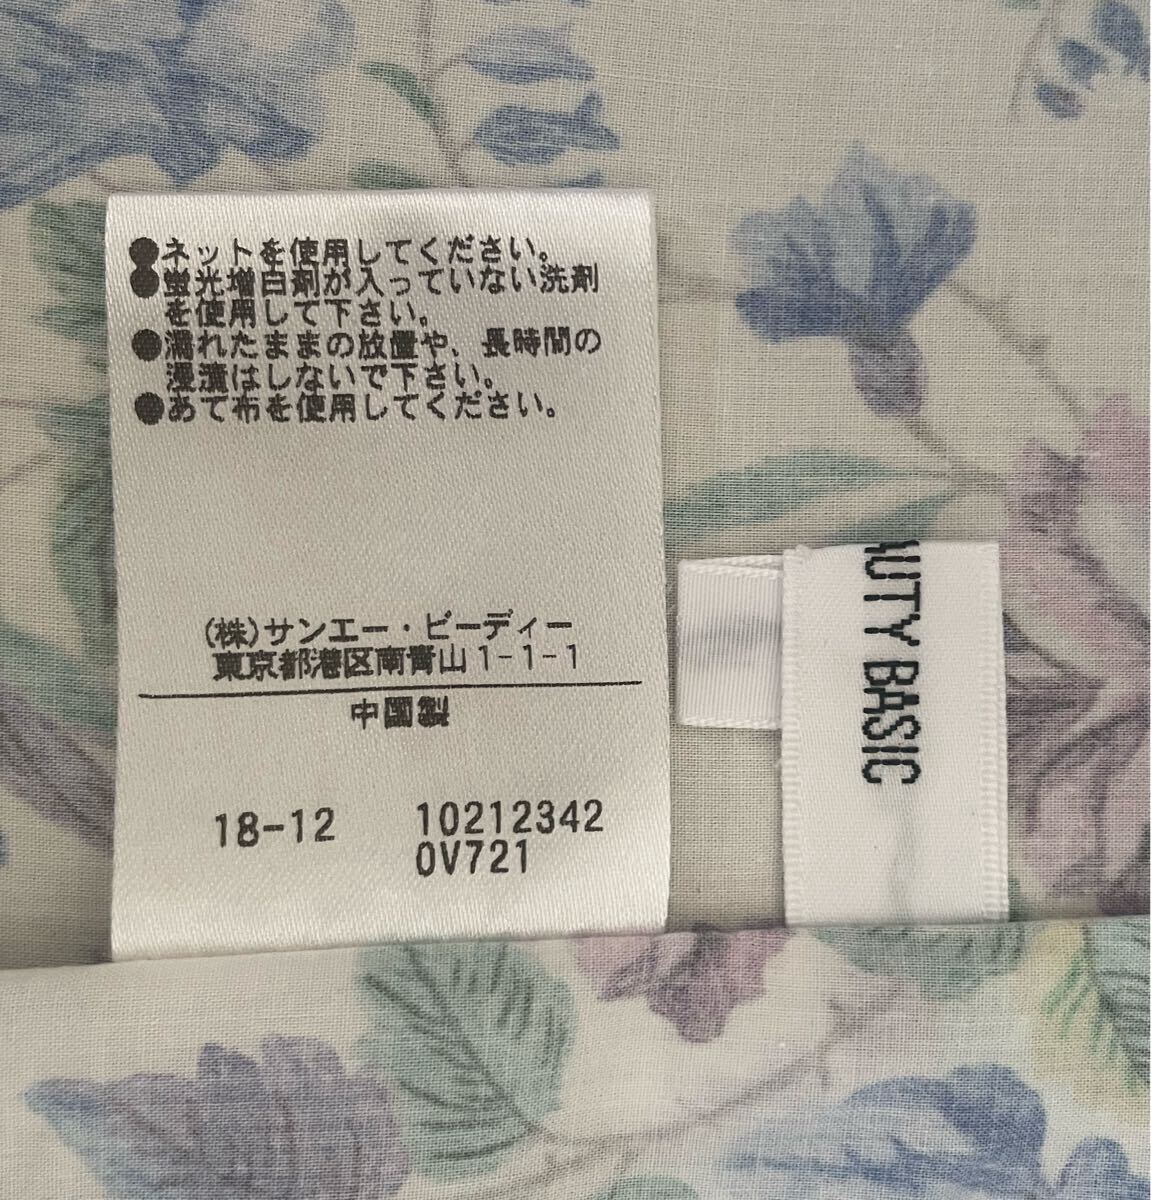 ●ネットを使用してください。
●蛍光増白剤が入っていない洗剤
を使用して下さい。
●濡れたままの放置や、長時間の
浸漬はしないで下さい。
●あて布を使用してください。
(株)サンエー・ビーディー
東京都港区南青山1-1-1
中国製
18-12 10212342
0V721
UTY BASIC